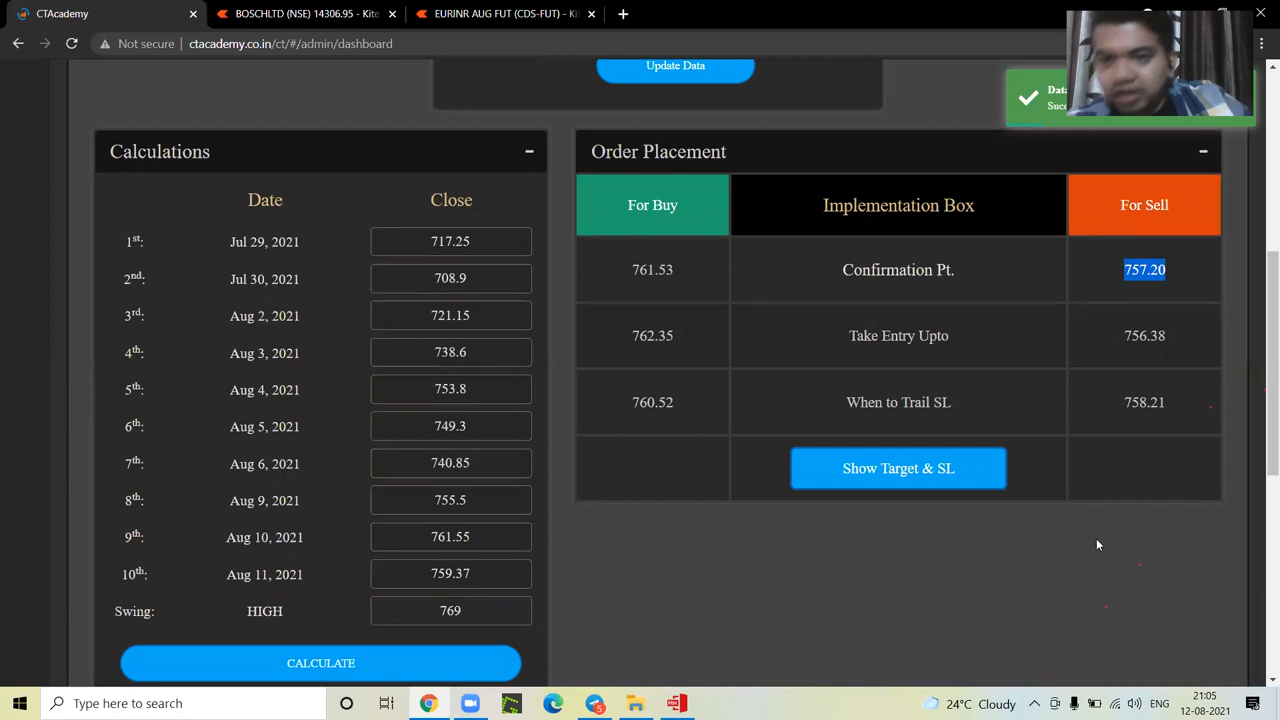 CTAcademy
BOSCHLTD (NSE) 14306.95 - Kite
EURINR AUG FUT (CDS-FUT) - Kit
Not secure
ctacademy.co.in/ct/#/admin/dashboard
Update Data
Data
Succ
Calculations
Date Close
1st: Jul 29, 2021 717.25
2nd: Jul 30, 2021 708.9
3rd: Aug 2, 2021 721.15
4th: Aug 3, 2021 738.6
5th: Aug 4, 2021 753.8
6th: Aug 5, 2021 749.3
7th: Aug 6, 2021 740.85
8th: Aug 9, 2021 755.5
9th: Aug 10, 2021 761.55
10th: Aug 11, 2021 759.37
Swing: HIGH 769
CALCULATE
Order Placement
For Buy Implementation Box For Sell
761.53 Confirmation Pt. 757.20
762.35 Take Entry Upto 756.38
760.52 When to Trail SL 758.21
Show Target & SL
Type here to search
5
24°C Cloudy
21:05
12-08-2021